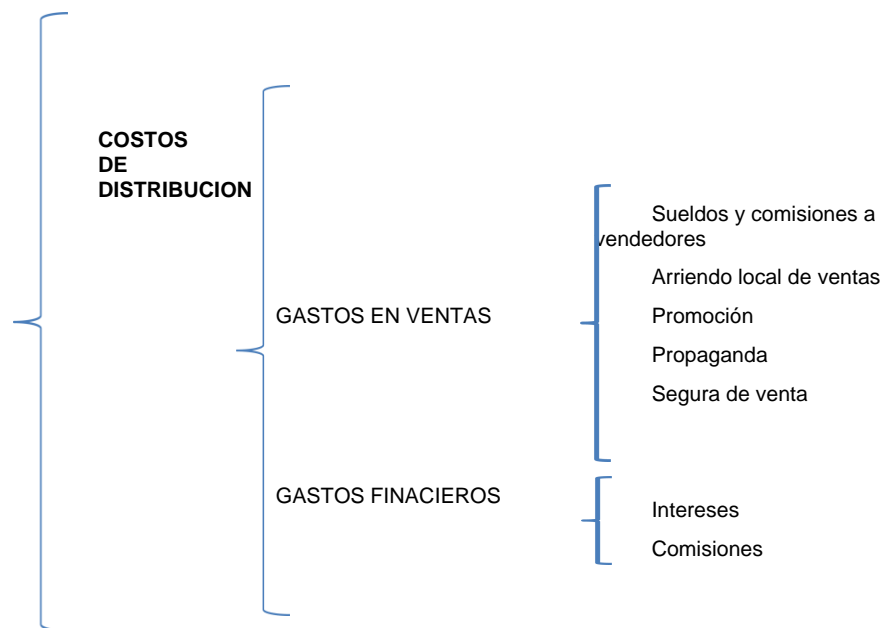 COSTOS
DE
DISTRIBUCION
GASTOS EN VENTAS
Sueldos y comisiones a
vendedores
Arriendo local de ventas
Promoción
Propaganda
Segura de venta
GASTOS FINACIEROS
Intereses
Comisiones